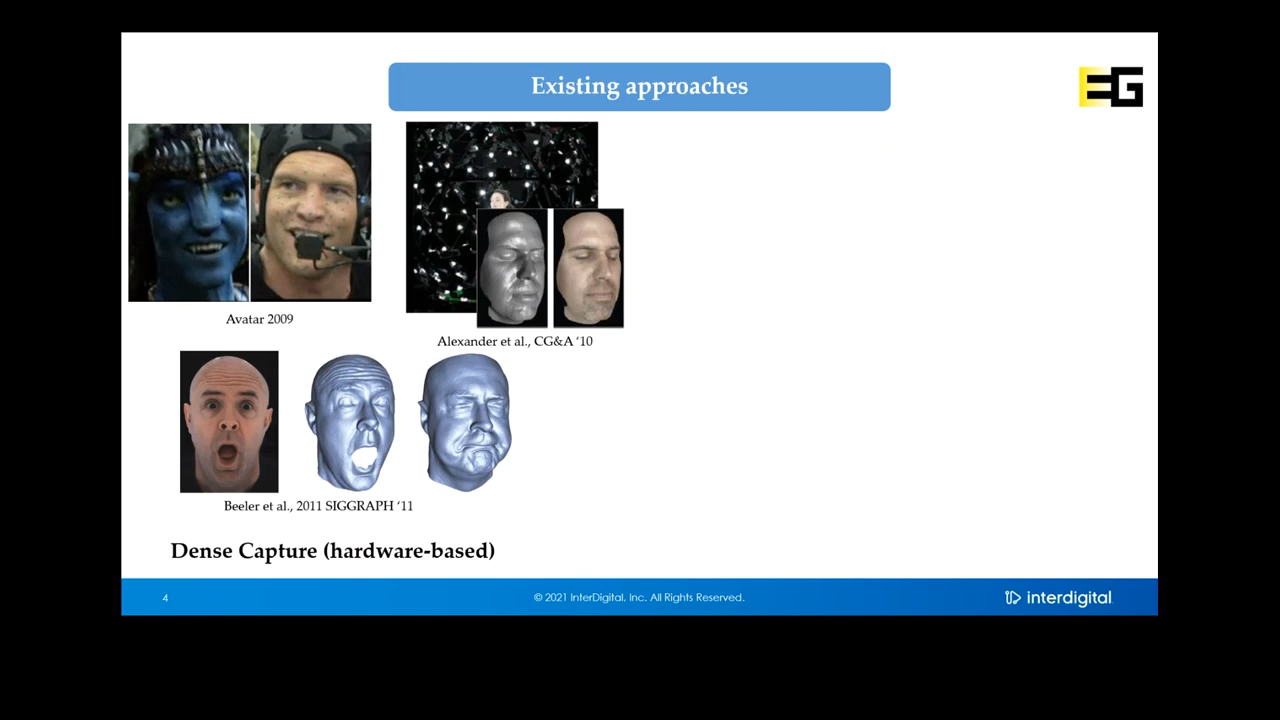 Existing approaches
EG
Avatar 2009
Alexander et al., CG&A ‘10
Beeler et al., 2011 SIGGRAPH ‘11
Dense Capture (hardware-based)
4
© 2021 InterDigital, Inc. All Rights Reserved.
interdigital